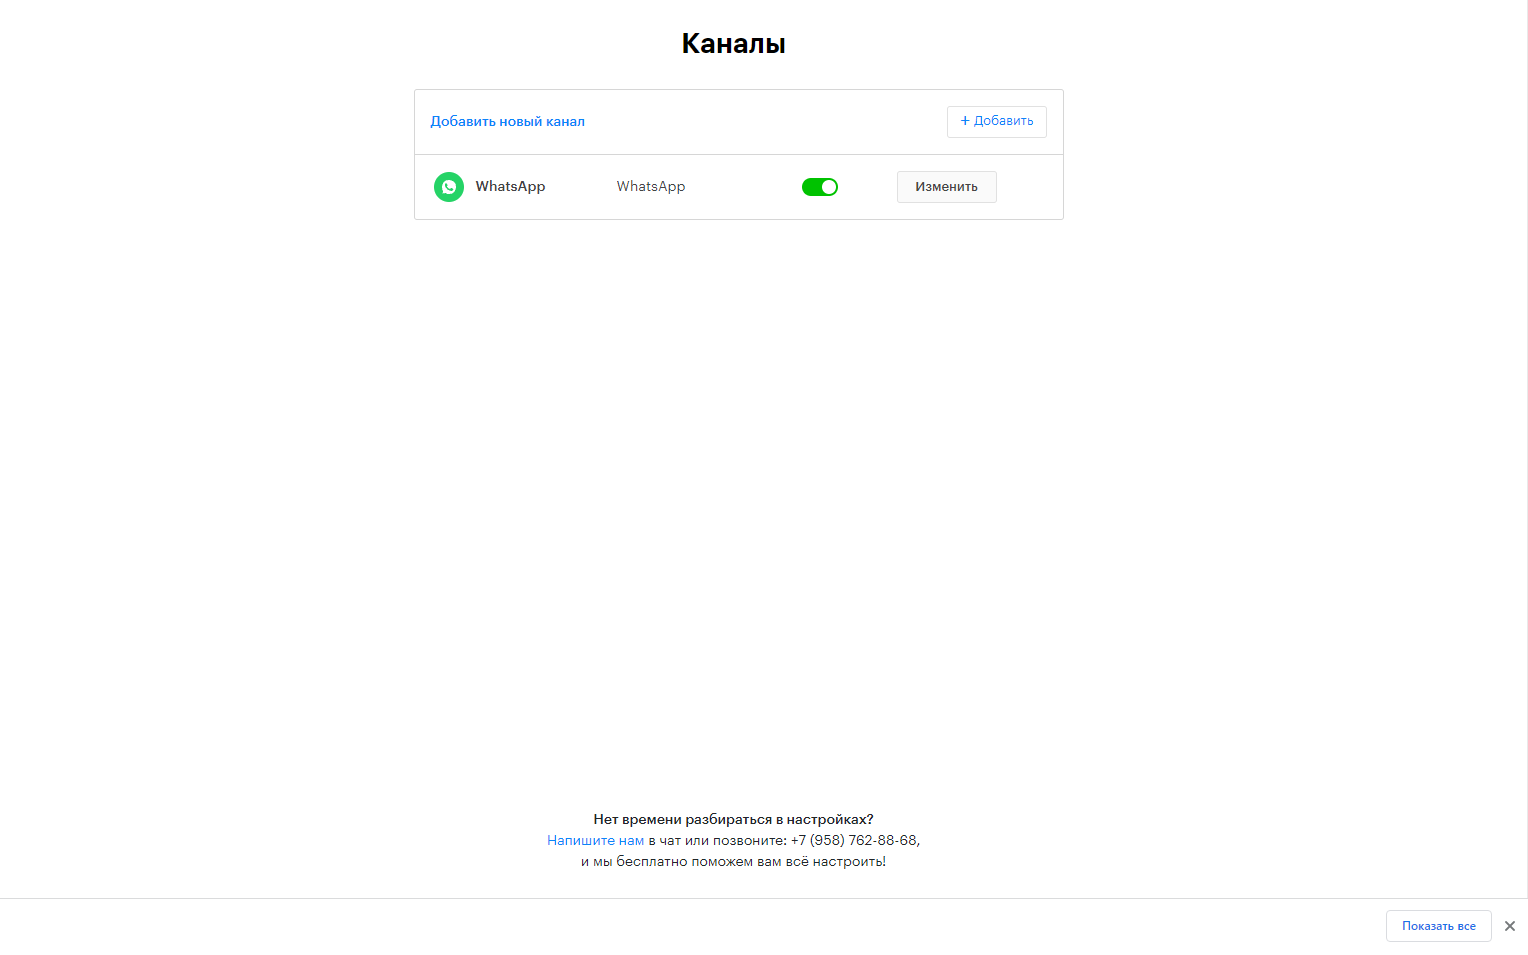 Каналы
Добавить новый канал
+ Добавить
WhatsApp WhatsApp Изменить
Нет времени разбираться в настройках?
Напишите нам в чат или позвоните: +7 (958) 762-88-68,
и мы бесплатно поможем вам всё настроить!
Показать все